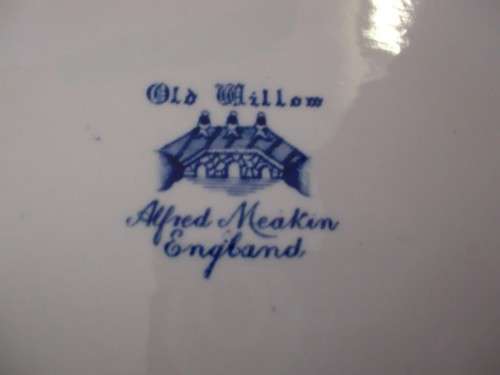 Old Willow
Alfred Meakin
England